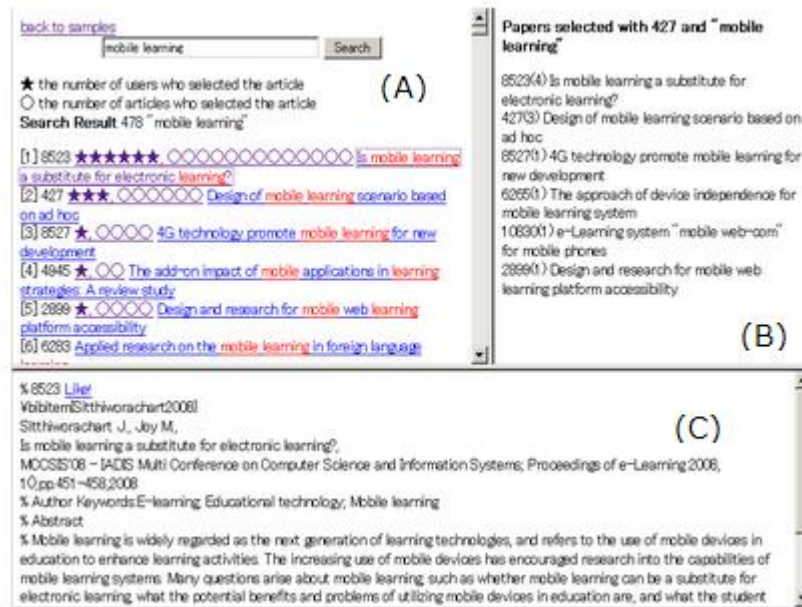 back to samples
mobile learning Search
(A)
★ the number of users who selected the article
○ the number of articles who selected the article
Search Result 478 "mobile learning"
[1] 8523 ★★★★★★, ○○○○○○○○○○○○○○ Is mobile learning
a substitute for electronic learning?
[2] 427 ★★★, ○○○○○○ Design of mobile learning scenario based
on ad hoc
[3] 8527 ★, ○○○○ 4G technology promote mobile learning for new
development
[4] 4945 ★, ○○ The add-on impact of mobile applications in learning
strategies: A review study
[5] 2899 ★, ○○○○ Design and research for mobile web learning
platform accessibility
[6] 6283 Applied research on the mobile learning in foreign language
Papers selected with 427 and "mobile
learning"
8523(4) Is mobile learning a substitute for
electronic learning?
427(3) Design of mobile learning scenario based on
ad hoc
8527(1) 4G technology promote mobile learning for
new development
6265(1) The approach of device independence for
mobile learning system
10830(1) e-Learning system "mobile web-com"
for mobile phones
2899(1) Design and research for mobile web
learning platform accessibility
(B)
% 8523 Like!
¥bibitem[Sitthiworachart2008]
Sitthiworachart J., Joy M.,
(C)
Is mobile learning a substitute for electronic learning?,
MCCSIS'08 - IADIS Multi Conference on Computer Science and Information Systems; Proceedings of e-Learning 2008,
1(),pp.451-458,2008
% Author Keywords:E-learning; Educational technology; Mobile learning
% Abstract
% Mobile learning is widely regarded as the next generation of learning technologies, and refers to the use of mobile devices in
education to enhance learning activities. The increasing use of mobile devices has encouraged research into the capabilities of
mobile learning systems. Many questions arise about mobile learning, such as whether mobile learning can be a substitute for
electronic learning, what the potential benefits and problems of utilizing mobile devices in education are, and what the student